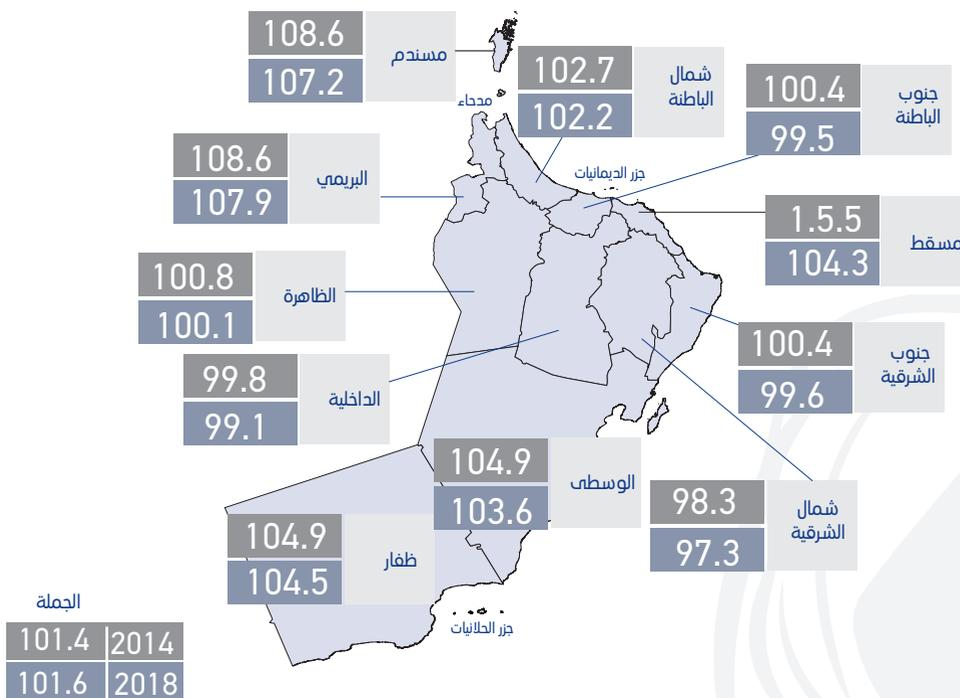 108.6
107.2
مسندم
مدحاء
102.7
102.2
شمال
الباطنة
100.4
99.5
جنوب
الباطنة
108.6
107.9
البريمي
جزر الديمانيات
1.5.5
104.3
مسقط
100.8
100.1
الظاهرة
100.4
99.6
جنوب
الشرقية
99.8
99.1
الداخلية
104.9
103.6
الوسطى
98.3
97.3
شمال
الشرقية
104.9
104.5
ظفار
جزر الحلانيات
الجملة
101.4 2014
101.6 2018